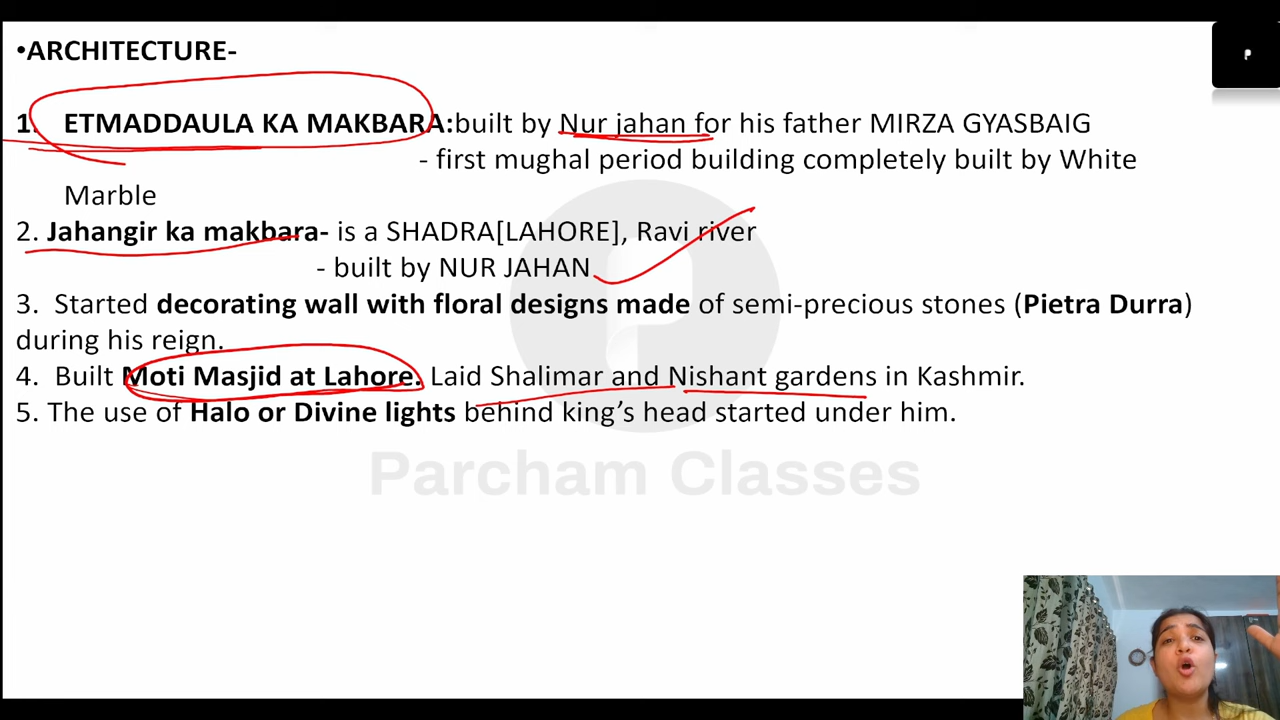 •ARCHITECTURE-
1. ETMADDAULA KA MAKBARA:built by Nur jahan for his father MIRZA GYASBAIG
- first mughal period building completely built by White
Marble
2. Jahangir ka makbara- is a SHADRA[LAHORE], Ravi river
- built by NUR JAHAN
3. Started decorating wall with floral designs made of semi-precious stones (Pietra Durra)
during his reign.
4. Built Moti Masjid at Lahore. Laid Shalimar and Nishant gardens in Kashmir.
5. The use of Halo or Divine lights behind king’s head started under him.
Parcham Classes